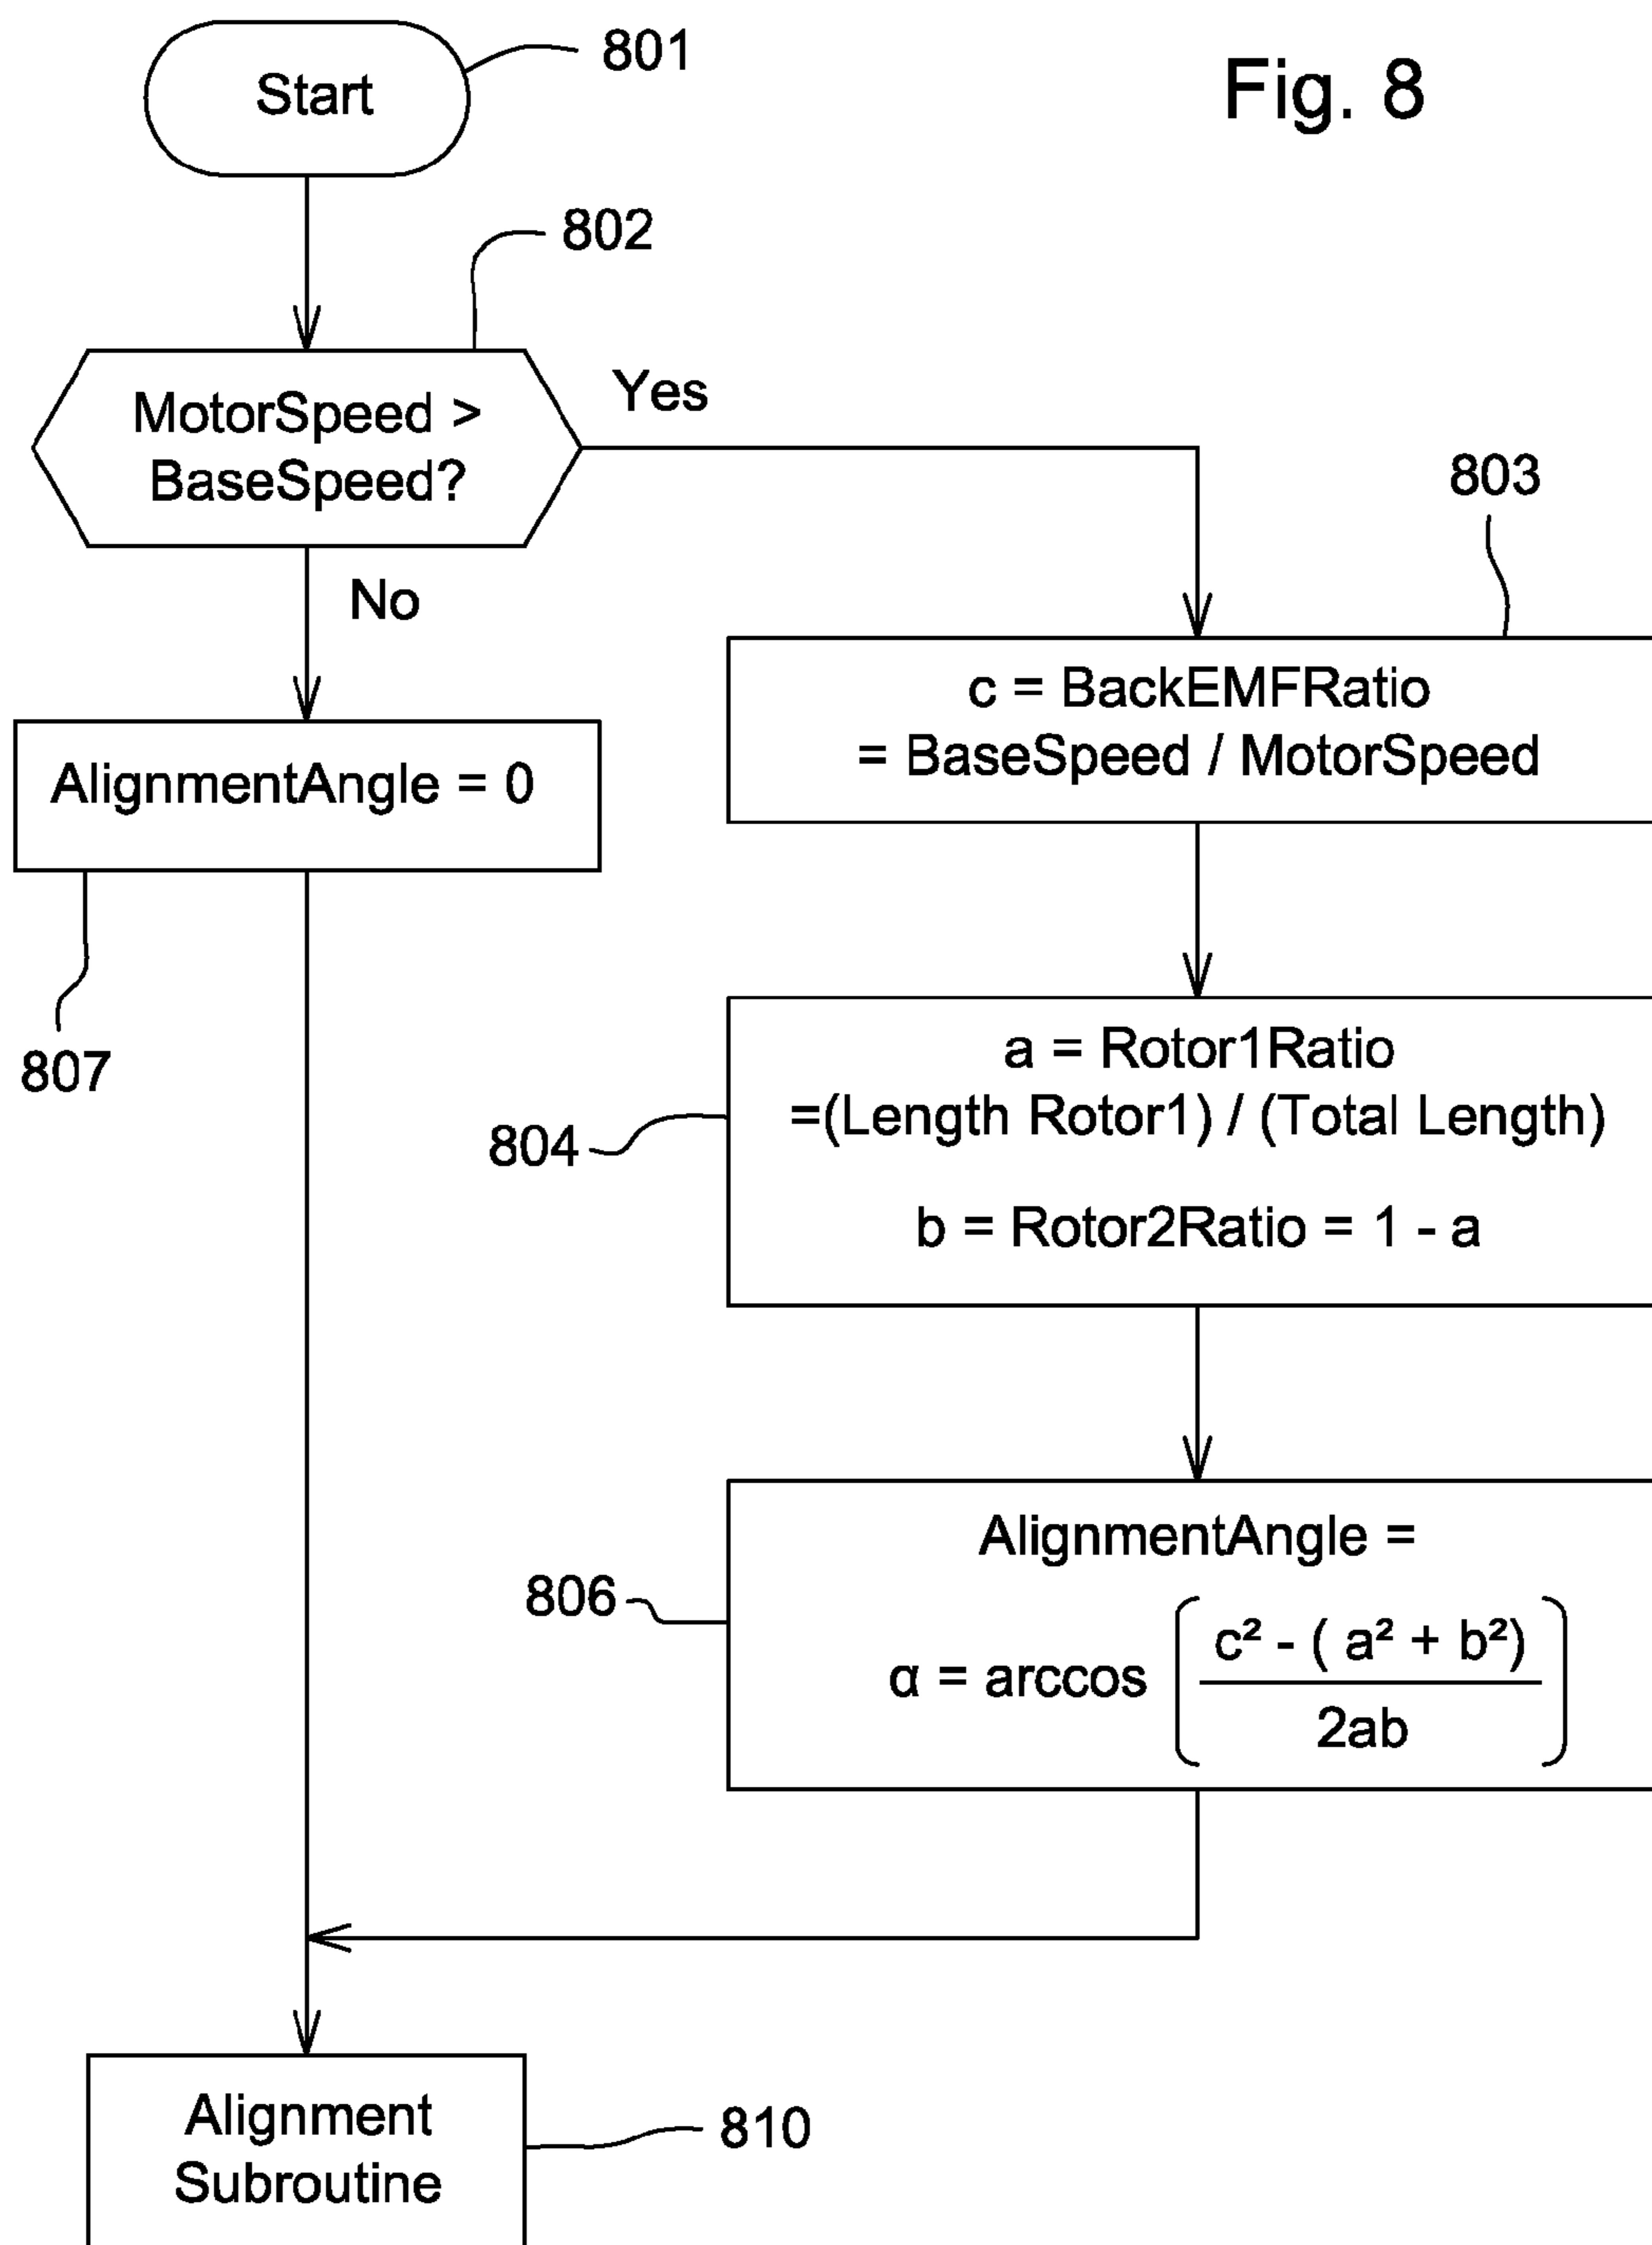 Fig. 8
Start
801
802
MotorSpeed >
BaseSpeed?
Yes
No
803
c = BackEMFRatio
= BaseSpeed / MotorSpeed
AlignmentAngle = 0
807
804
a = Rotor1Ratio
=(Length Rotor1) / (Total Length)
b = Rotor2Ratio = 1 - a
806
AlignmentAngle =
α = arccos ( c² - ( a² + b²) / 2ab )
Alignment
Subroutine
810